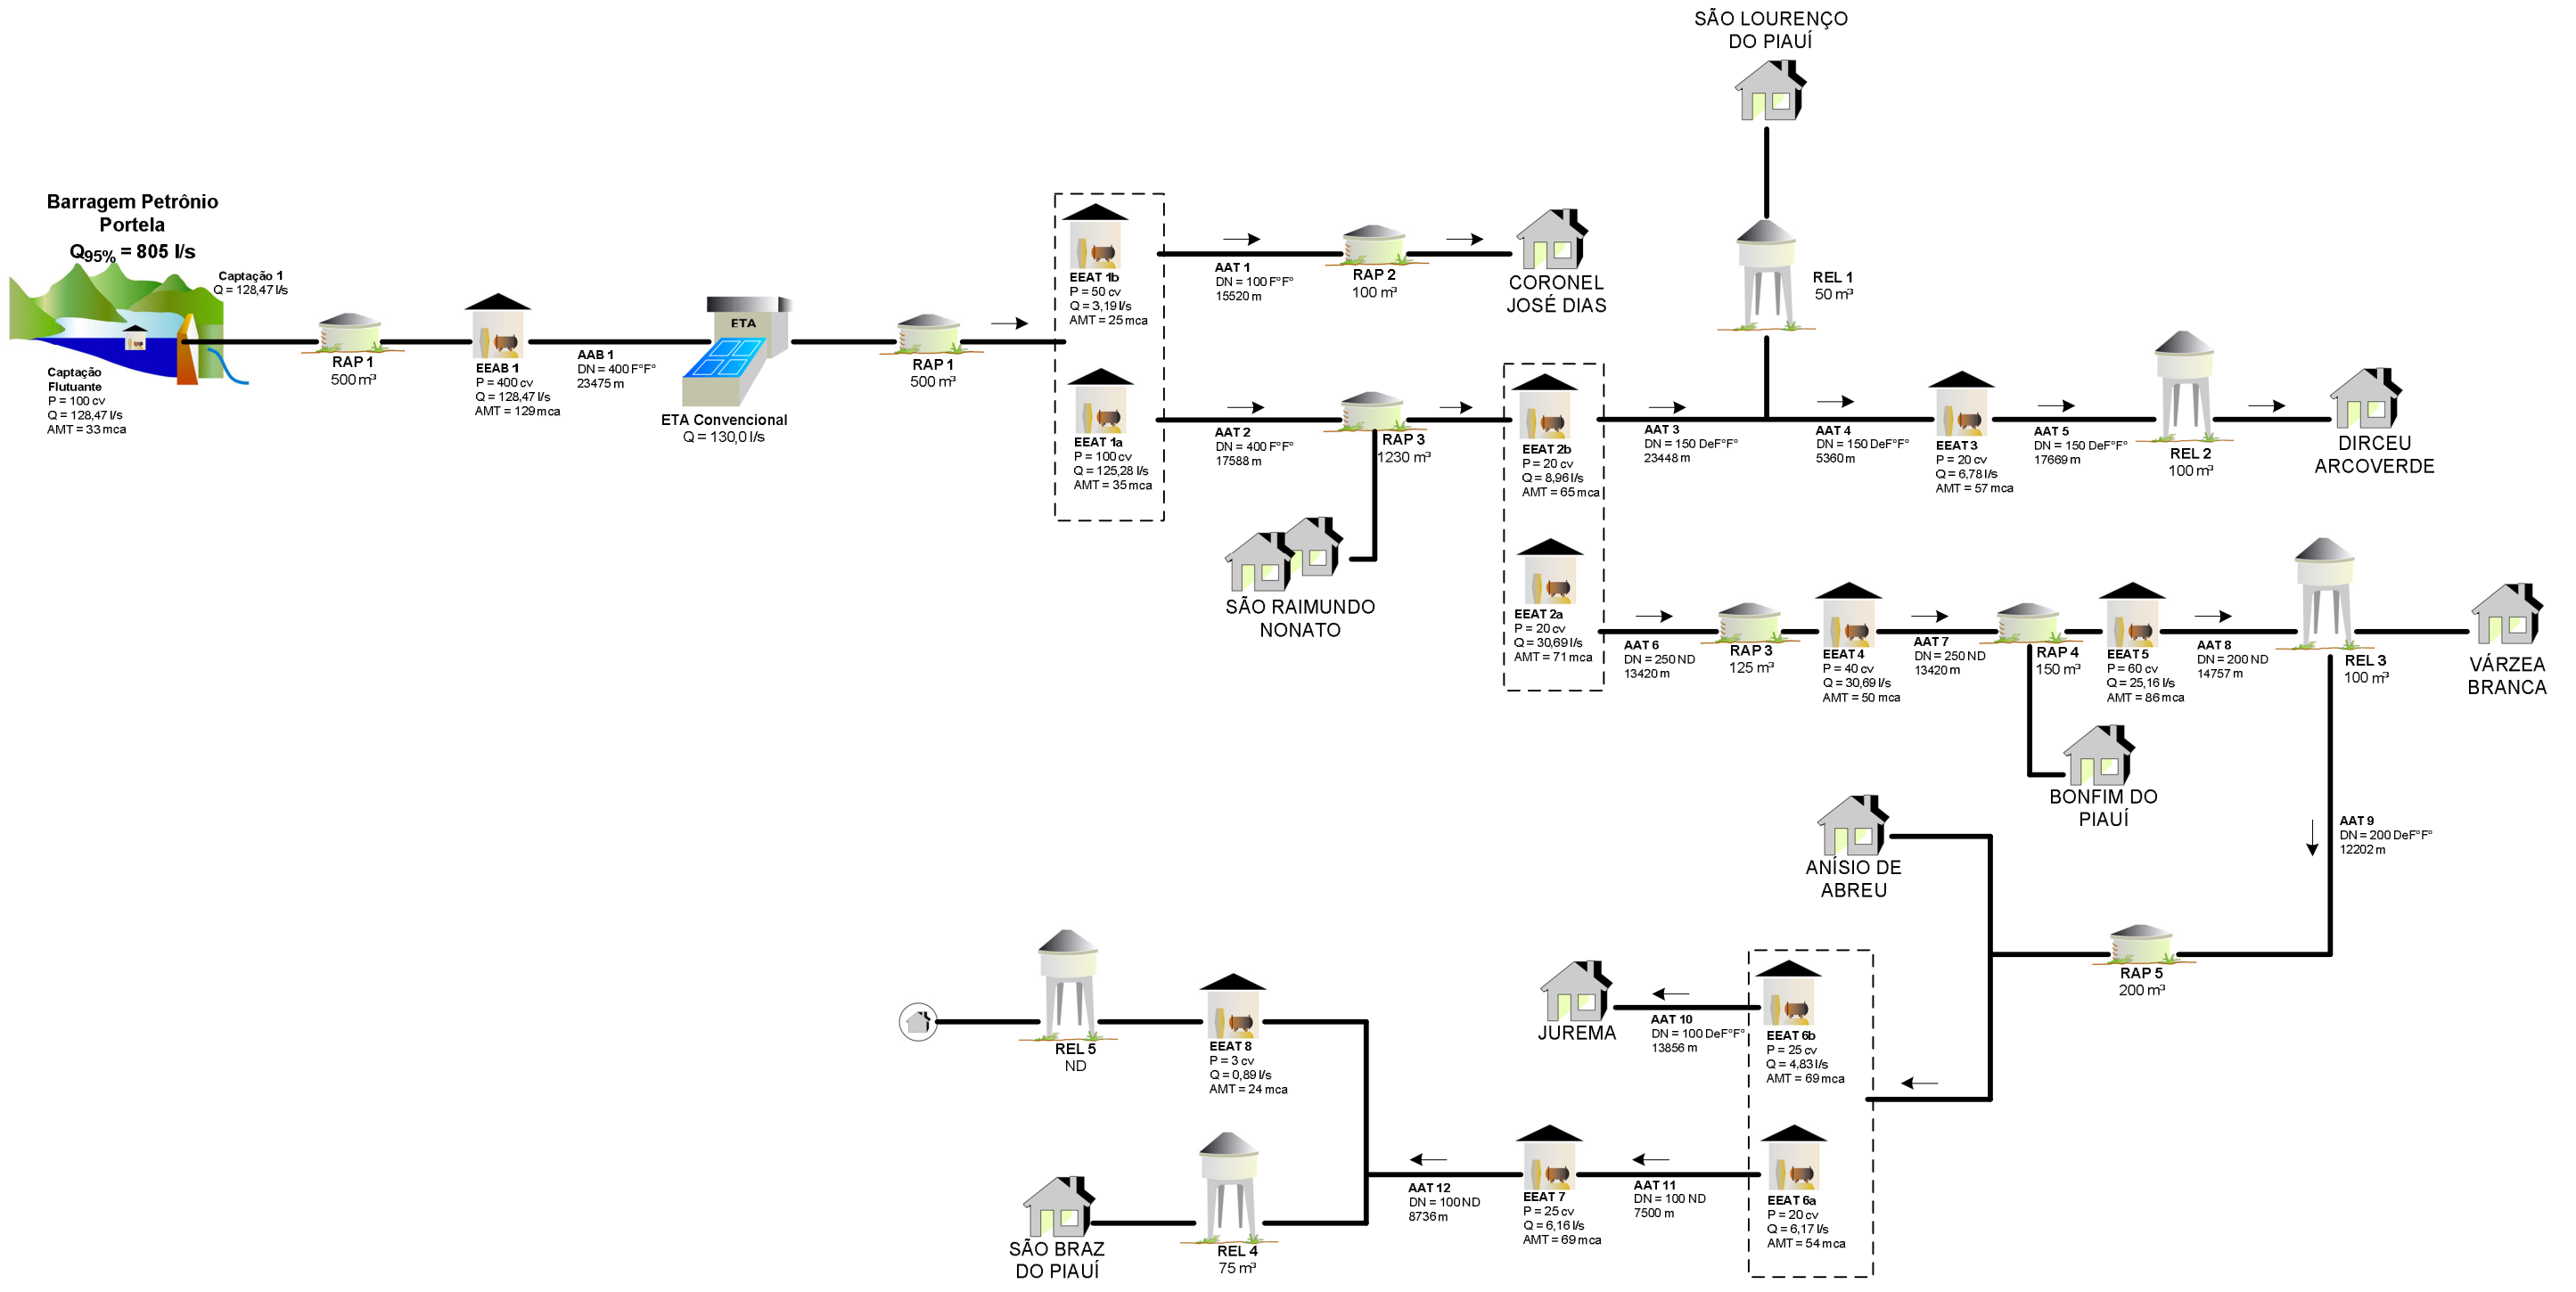 SÃO LOURENÇO
DO PIAUÍ
Barragem Petrônio
Portela
Q95% = 805 l/s
Captação 1
Q = 128,47 l/s
Captação
Flutuante
P = 100 cv
Q = 128,47 l/s
AMT = 33 mca
RAP 1
500 m³
EEAB 1
P = 400 cv
Q = 128,47 l/s
AMT = 129 mca
AAB 1
DN = 400 F°F°
23475 m
ETA
ETA Convencional
Q = 130,0 l/s
RAP 1
500 m³
EEAT 1b
P = 50 cv
Q = 3,19 l/s
AMT = 25 mca
AAT 1
DN = 100 F°F°
15520 m
RAP 2
100 m³
CORONEL
JOSÉ DIAS
REL 1
50 m³
EEAT 1a
P = 100 cv
Q = 125,28 l/s
AMT = 35 mca
AAT 2
DN = 400 F°F°
17588 m
RAP 3
1230 m³
SÃO RAIMUNDO
NONATO
EEAT 2b
P = 20 cv
Q = 8,96 l/s
AMT = 65 mca
AAT 3
DN = 150 DeF°F°
23448 m
AAT 4
DN = 150 DeF°F°
5360 m
EEAT 3
P = 20 cv
Q = 6,78 l/s
AMT = 57 mca
AAT 5
DN = 150 DeF°F°
17669 m
REL 2
100 m³
DIRCEU
ARCOVERDE
EEAT 2a
P = 20 cv
Q = 30,69 l/s
AMT = 71 mca
AAT 6
DN = 250 ND
13420 m
RAP 3
125 m³
EEAT 4
P = 40 cv
Q = 30,69 l/s
AMT = 50 mca
AAT 7
DN = 250 ND
13420 m
RAP 4
150 m³
EEAT 5
P = 60 cv
Q = 25,16 l/s
AMT = 86 mca
AAT 8
DN = 200 ND
14757 m
REL 3
100 m³
VÁRZEA
BRANCA
BONFIM DO
PIAUÍ
AAT 9
DN = 200 DeF°F°
12202 m
ANÍSIO DE
ABREU
RAP 5
200 m³
JUREMA
AAT 10
DN = 100 DeF°F°
13856 m
EEAT 6b
P = 25 cv
Q = 4,83 l/s
AMT = 69 mca
REL 5
ND
EEAT 8
P = 3 cv
Q = 0,89 l/s
AMT = 24 mca
EEAT 6a
P = 20 cv
Q = 6,17 l/s
AMT = 54 mca
AAT 11
DN = 100 ND
7500 m
EEAT 7
P = 25 cv
Q = 6,16 l/s
AMT = 69 mca
AAT 12
DN = 100 ND
8736 m
REL 4
75 m³
SÃO BRAZ
DO PIAUÍ